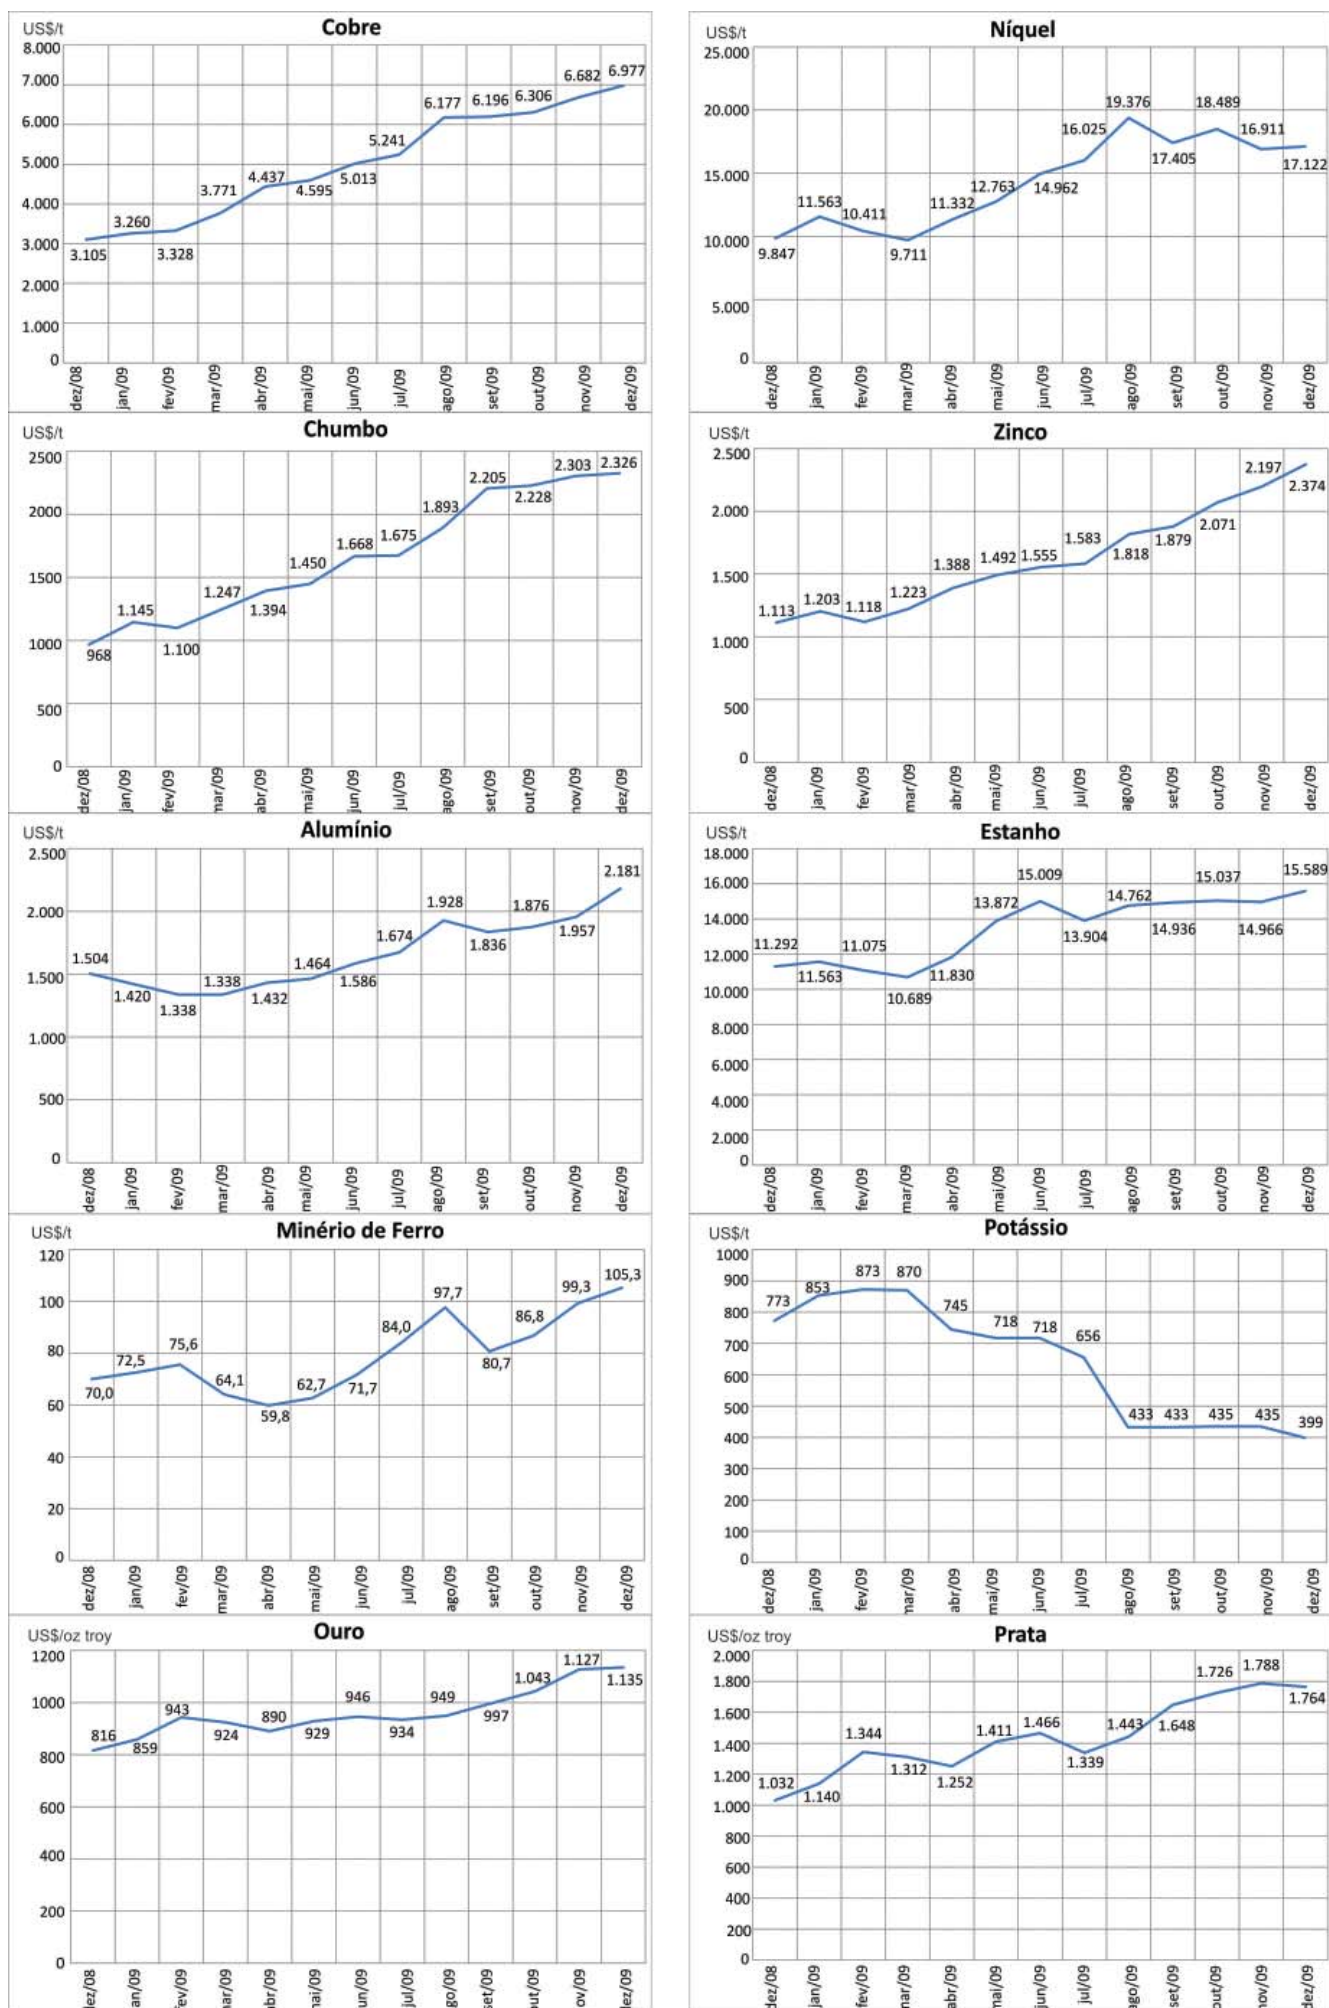 Cobre
US$/t
8.000
7.000
6.000
5.000
4.000
3.000
2.000
1.000
0
3.105
3.260
3.328
3.771
4.437
4.595
5.013
5.241
6.177
6.196
6.306
6.682
6.977
dez/08
jan/09
fev/09
mar/09
abr/09
mai/09
jun/09
jul/09
ago/09
set/09
out/09
nov/09
dez/09
Níquel
US$/t
25.000
20.000
15.000
10.000
5.000
0
9.847
11.563
10.411
9.711
11.332
12.763
14.962
16.025
19.376
17.405
18.489
16.911
17.122
dez/08
jan/09
fev/09
mar/09
abr/09
mai/09
jun/09
jul/09
ago/09
set/09
out/09
nov/09
dez/09
Chumbo
US$/t
2500
2000
1500
1000
500
0
968
1.145
1.100
1.247
1.394
1.450
1.668
1.675
1.893
2.205
2.228
2.303
2.326
dez/08
jan/09
fev/09
mar/09
abr/09
mai/09
jun/09
jul/09
ago/09
set/09
out/09
nov/09
dez/09
Zinco
US$/t
2.500
2.000
1.500
1.000
500
0
1.113
1.203
1.118
1.223
1.388
1.492
1.555
1.583
1.818
1.879
2.071
2.197
2.374
dez/08
jan/09
fev/09
mar/09
abr/09
mai/09
jun/09
jul/09
ago/09
set/09
out/09
nov/09
dez/09
Alumínio
US$/t
2.500
2.000
1.500
1.000
500
0
1.504
1.420
1.338
1.338
1.432
1.464
1.586
1.674
1.928
1.836
1.876
1.957
2.181
dez/08
jan/09
fev/09
mar/09
abr/09
mai/09
jun/09
jul/09
ago/09
set/09
out/09
nov/09
dez/09
Estanho
US$/t
18.000
16.000
14.000
12.000
10.000
8.000
6.000
4.000
2.000
0
11.292
11.563
11.075
10.689
11.830
13.872
15.009
13.904
14.762
14.936
15.037
14.966
15.589
dez/08
jan/09
fev/09
mar/09
abr/09
mai/09
jun/09
jul/09
ago/09
set/09
out/09
nov/09
dez/09
Minério de Ferro
US$/t
120
100
80
60
40
20
0
70,0
72,5
75,6
64,1
59,8
62,7
71,7
84,0
97,7
80,7
86,8
99,3
105,3
dez/08
jan/09
fev/09
mar/09
abr/09
mai/09
jun/09
jul/09
ago/09
set/09
out/09
nov/09
dez/09
Potássio
US$/t
1000
900
800
700
600
500
400
300
200
100
0
773
853
873
870
745
718
718
656
433
433
435
435
399
dez/08
jan/09
fev/09
mar/09
abr/09
mai/09
jun/09
jul/09
ago/09
set/09
out/09
nov/09
dez/09
Ouro
US$/oz troy
1200
1000
800
600
400
200
0
816
859
943
924
890
929
946
934
949
997
1.043
1.127
1.135
dez/08
jan/09
fev/09
mar/09
abr/09
mai/09
jun/09
jul/09
ago/09
set/09
out/09
nov/09
dez/09
Prata
US$/oz troy
2.000
1.800
1.600
1.400
1.200
1.000
800
600
400
200
0
1.032
1.140
1.344
1.312
1.252
1.411
1.466
1.339
1.443
1.648
1.726
1.788
1.764
dez/08
jan/09
fev/09
mar/09
abr/09
mai/09
jun/09
jul/09
ago/09
set/09
out/09
nov/09
dez/09